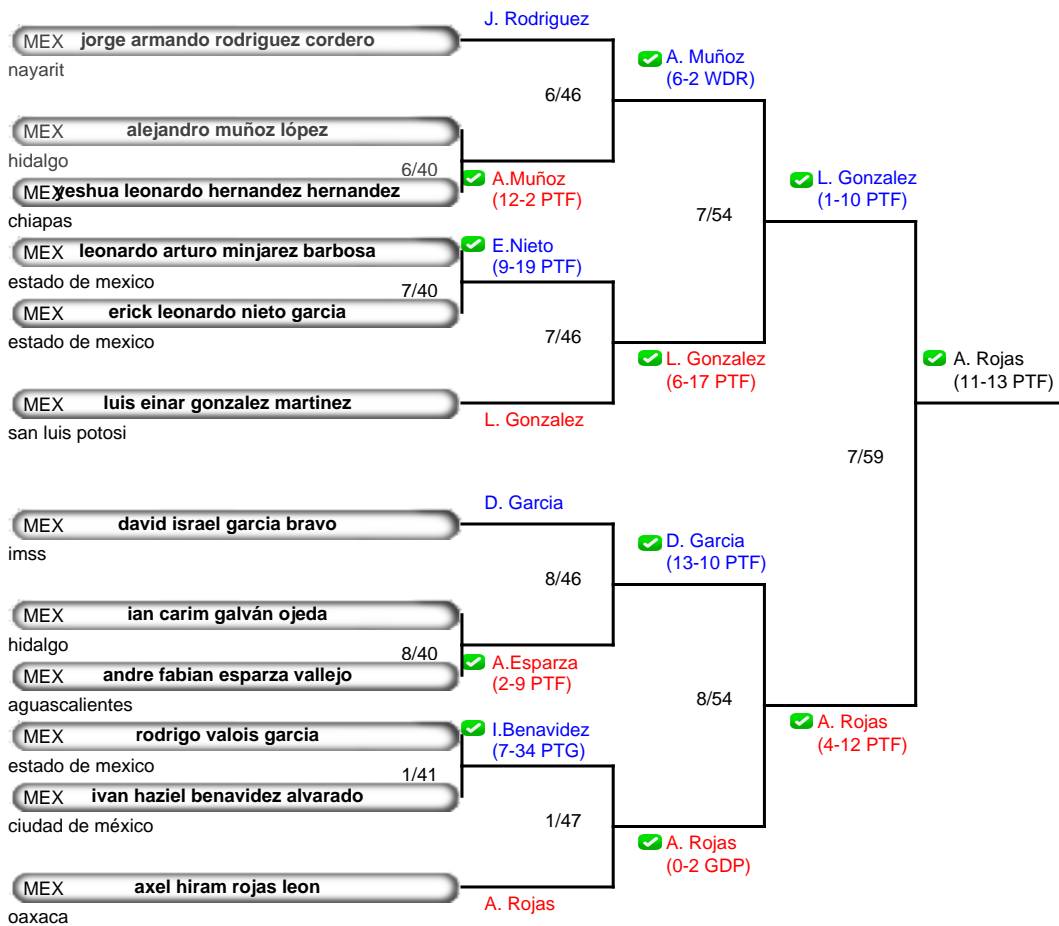 J. Rodriguez
MEX jorge armando rodriguez cordero
nayarit
A. Muñoz
(6-2 WDR)
6/46
MEX alejandro muñoz lópez
hidalgo
6/40
MEX yeshua leonardo hernandez hernandez
chiapas
A.Muñoz
(12-2 PTF)
L. Gonzalez
(1-10 PTF)
7/54
MEX leonardo arturo minjarez barbosa
estado de mexico
E.Nieto
(9-19 PTF)
7/40
MEX erick leonardo nieto garcia
estado de mexico
7/46
L. Gonzalez
(6-17 PTF)
A. Rojas
(11-13 PTF)
MEX luis einar gonzalez martinez
san luis potosi
L. Gonzalez
7/59
D. Garcia
MEX david israel garcia bravo
imss
D. Garcia
(13-10 PTF)
8/46
MEX ian carim galván ojeda
hidalgo
8/40
MEX andre fabian esparza vallejo
aguascalientes
A.Esparza
(2-9 PTF)
8/54
A. Rojas
(4-12 PTF)
MEX rodrigo valois garcia
estado de mexico
I.Benavidez
(7-34 PTG)
1/41
MEX ivan haziel benavidez alvarado
ciudad de méxico
1/47
A. Rojas
(0-2 GDP)
MEX axel hiram rojas leon
oaxaca
A. Rojas